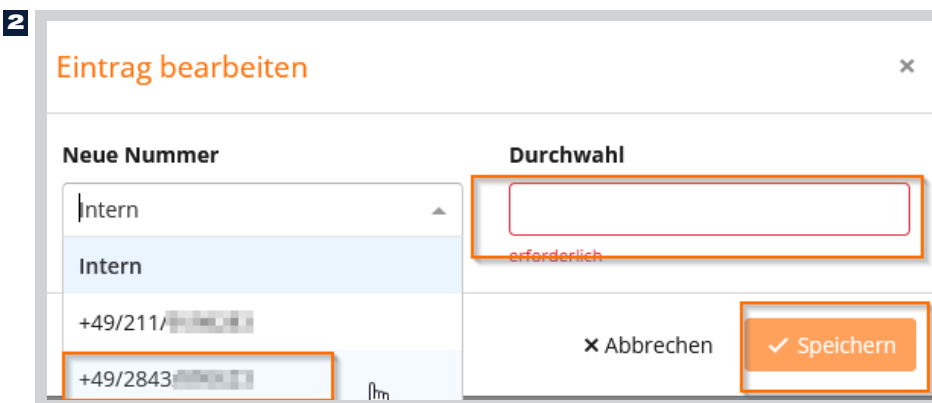 2
Eintrag bearbeiten ×
Neue Nummer
Durchwahl
Intern
erforderlich
Intern
+49/211/
+49/2843
× Abbrechen
✓ Speichern